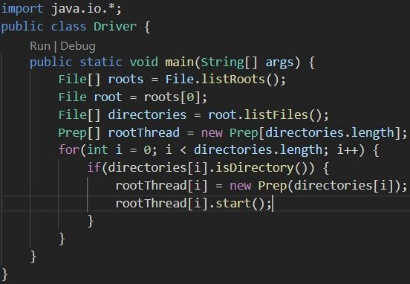 import java.io.*;
public class Driver {
Run | Debug
    public static void main(String[] args) {
        File[] roots = File.listRoots();
        File root = roots[0];
        File[] directories = root.listFiles();
        Prep[] rootThread = new Prep[directories.length];
        for(int i = 0; i < directories.length; i++) {
            if(directories[i].isDirectory()) {
                rootThread[i] = new Prep(directories[i]);
                rootThread[i].start();
            }
        }
    }
}